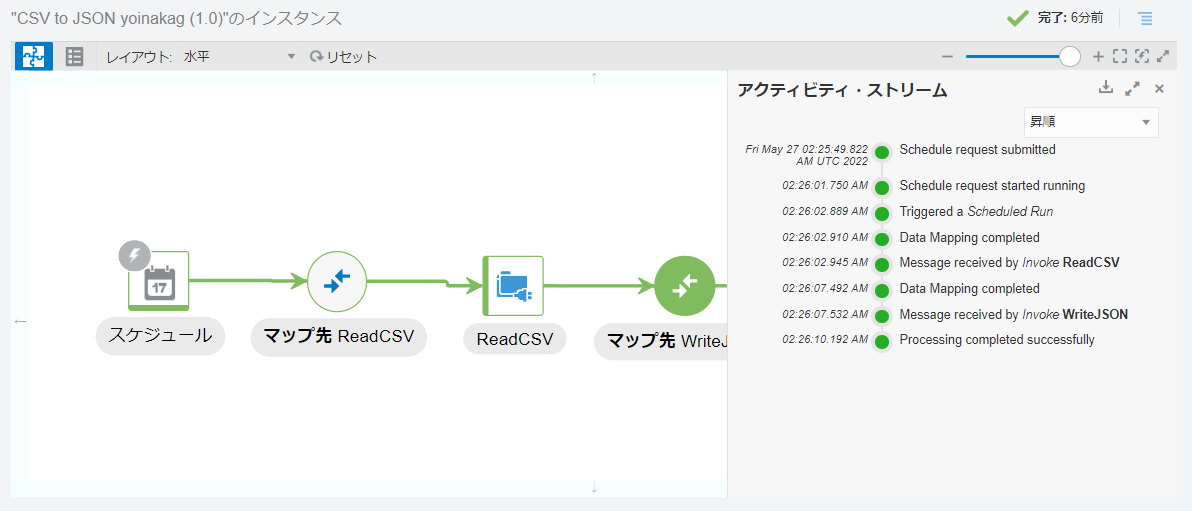 "CSV to JSON yoinakag (1.0)"のインスタンス
完了: 6分前
レイアウト: 水平
リセット
アクティビティ・ストリーム
昇順
Fri May 27 02:25:49.822
AM UTC 2022
Schedule request submitted
02:26:01.750 AM
Schedule request started running
02:26:02.889 AM
Triggered a Scheduled Run
02:26:02.910 AM
Data Mapping completed
02:26:02.945 AM
Message received by Invoke ReadCSV
02:26:07.492 AM
Data Mapping completed
02:26:07.532 AM
Message received by Invoke WriteJSON
02:26:10.192 AM
Processing completed successfully
17
スケジュール
マップ先 ReadCSV
ReadCSV
マップ先 WriteJ